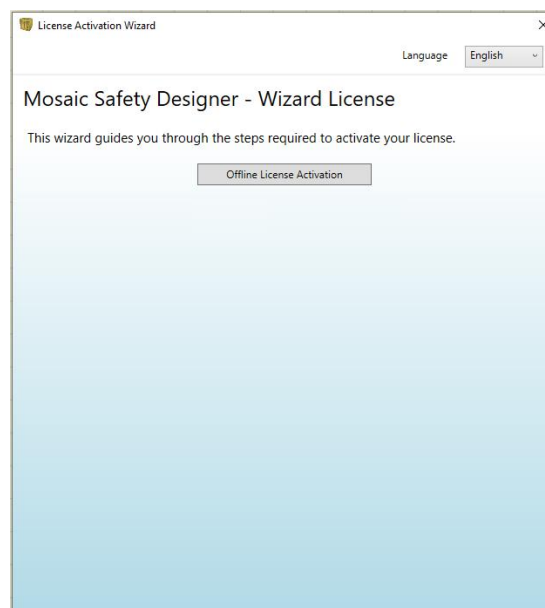 License Activation Wizard
Language English
Mosaic Safety Designer - Wizard License
This wizard guides you through the steps required to activate your license.
Offline License Activation